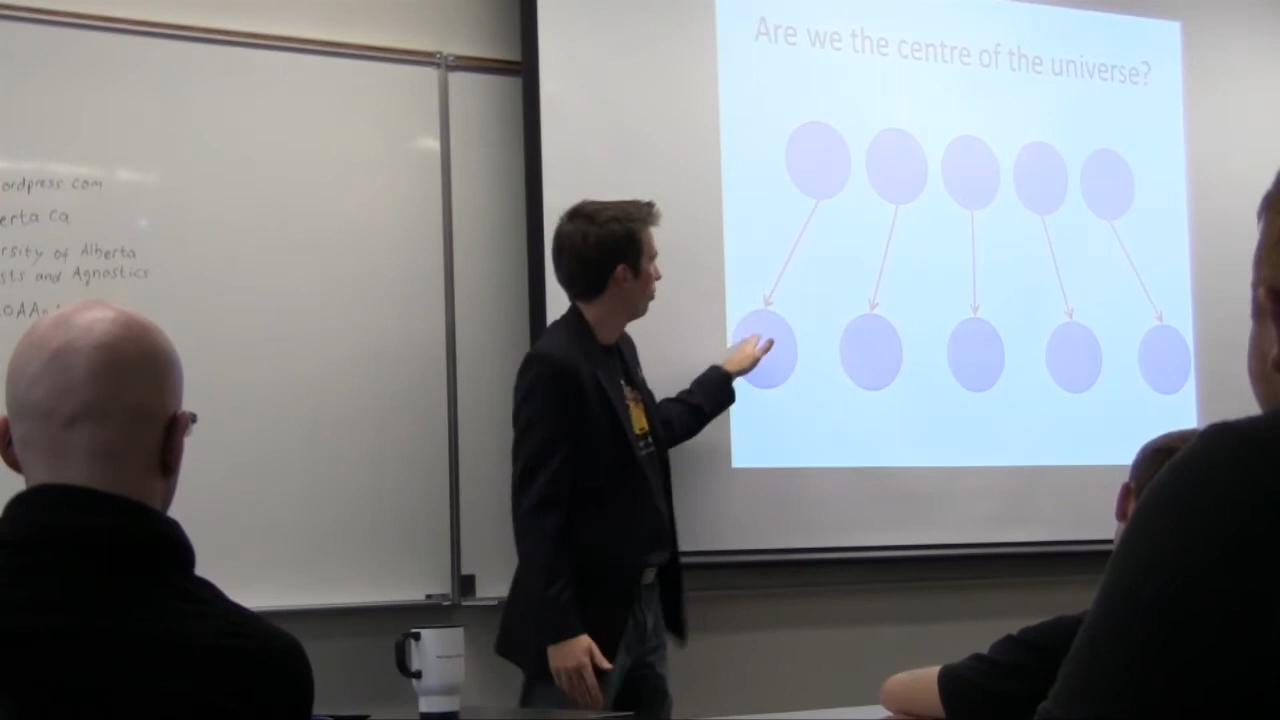 ordpress com
erta Ca
rsity of Alberta
sts and Agnostics
Are we the centre of the universe?